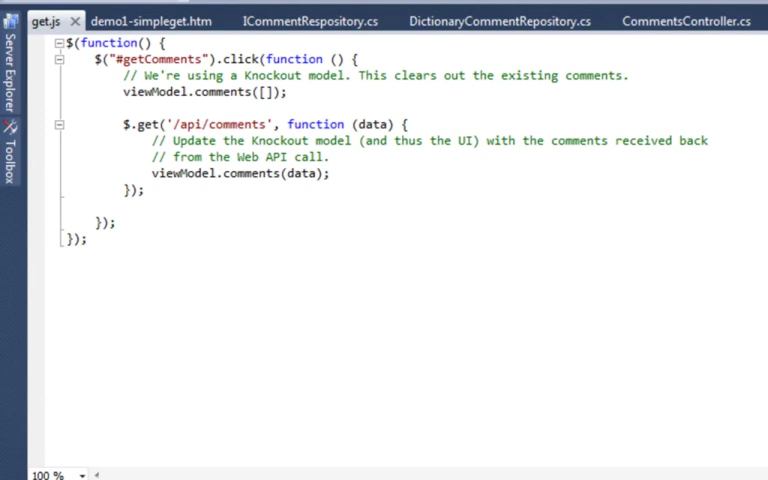 get.js
demo1-simpleget.htm
ICommentRespository.cs
DictionaryCommentRepository.cs
CommentsController.cs
Server Explorer
Toolbox
$(function() {
$("#getComments").click(function () {
// We're using a Knockout model. This clears out the existing comments.
viewModel.comments([]);
$.get('/api/comments', function (data) {
// Update the Knockout model (and thus the UI) with the comments received back
// from the Web API call.
viewModel.comments(data);
});
});
});
100 %